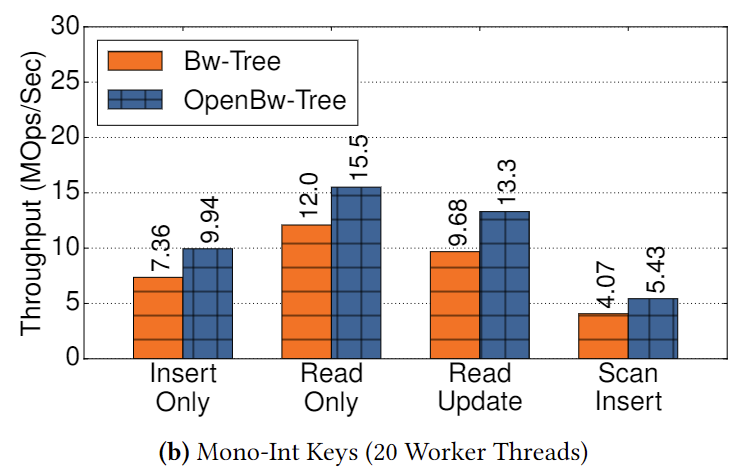 Throughput (MOps/Sec)
30
25
20
15
10
5
0
Bw-Tree
OpenBw-Tree
7.36
9.94
12.0
15.5
9.68
13.3
4.07
5.43
Insert
Only
Read
Only
Read
Update
Scan
Insert
(b) Mono-Int Keys (20 Worker Threads)